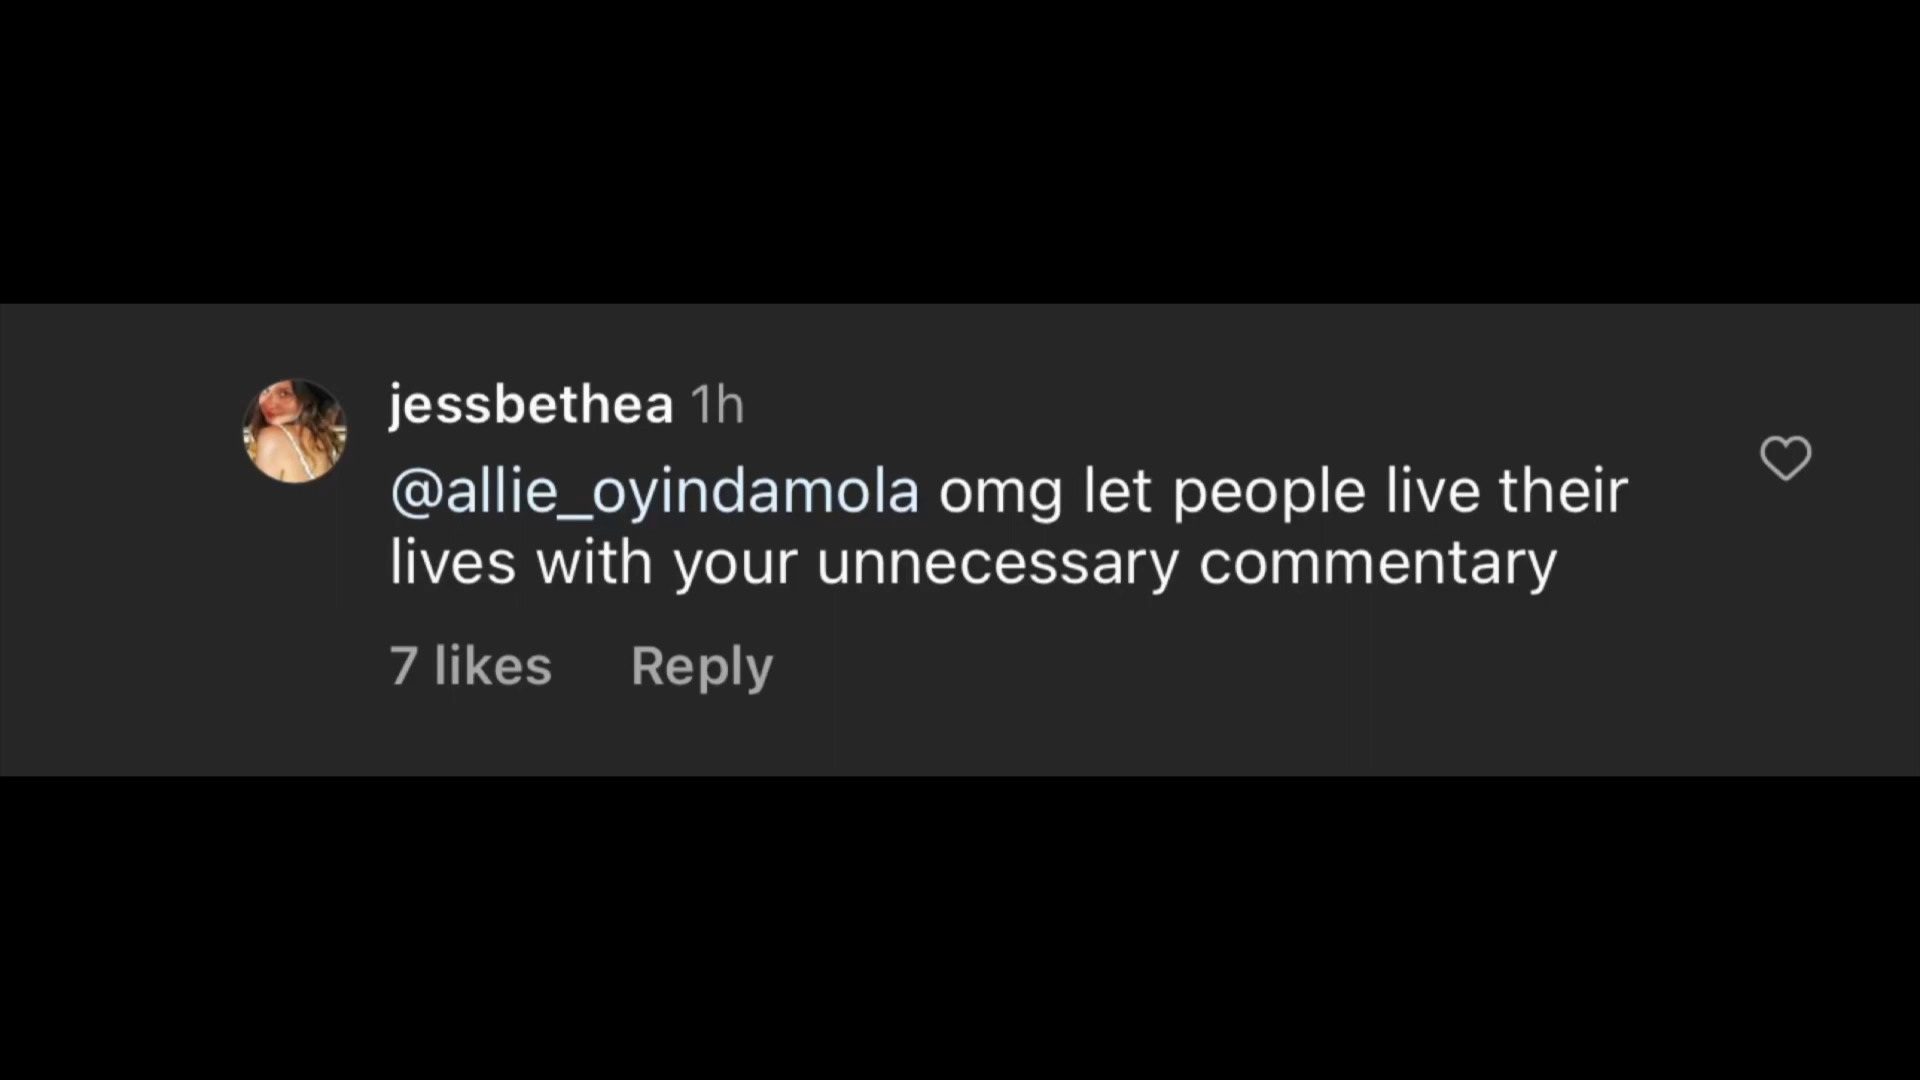 jessbethea 1h
@allie_oyindamola omg let people live their
lives with your unnecessary commentary
7 likes Reply